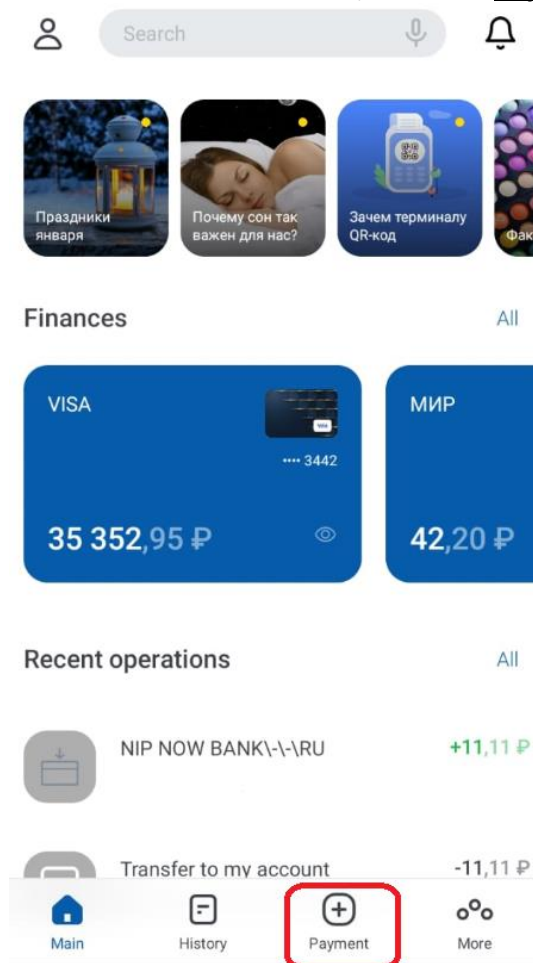 Search
Праздники
января
Почему сон так
важен для нас?
Зачем терминалу
QR-код
Фак
Finances
All
VISA
VISA
•••• 3442
35 352,95 ₽
МИР
42,20 ₽
Recent operations
All
NIP NOW BANK\-\-\RU
+11,11 ₽
Transfer to my account
-11,11 ₽
Main
History
Payment
More